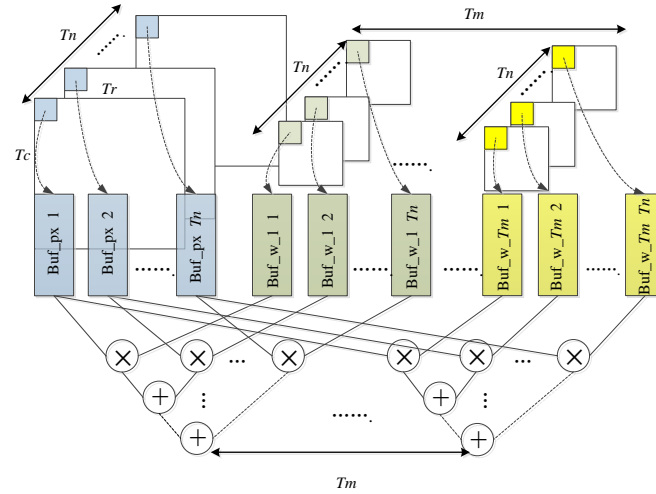 Tm
Tn
Tn
Tn
Tr
Tc
Buf_px 1
Buf_px 2
Buf_px Tn
Buf_w_1 1
Buf_w_1 2
Buf_w_1 Tn
Buf_w_Tm 1
Buf_w_Tm 2
Buf_w_Tm Tn
Tm